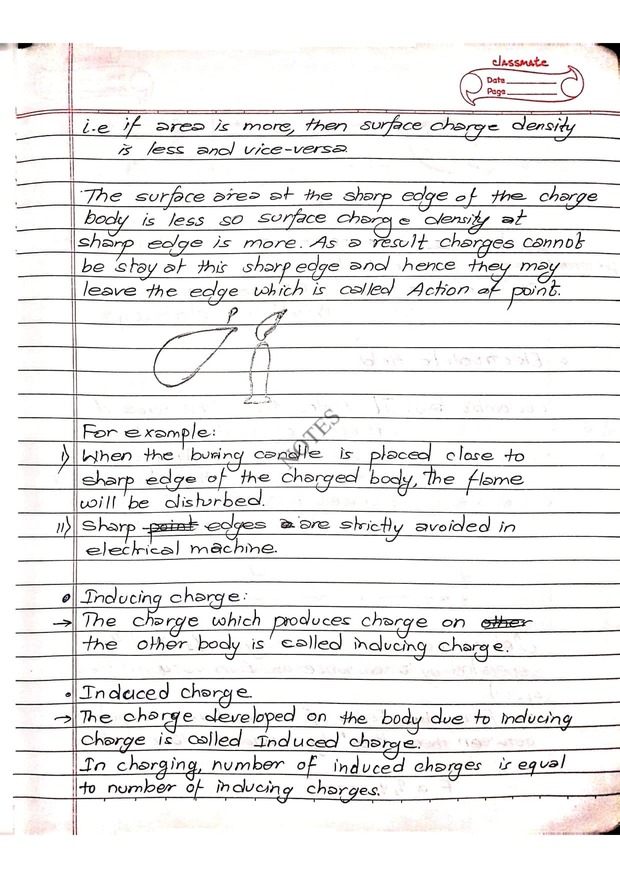 classmate
Date
Page
i.e if area is more, then surface charge density
is less and vice-versa
The surface area at the sharp edge of the charge
body is less so surface charge density at
sharp edge is more. As a result charges cannot
be stay at this sharp edge and hence they may
leave the edge which is called Action of point.
P
For example:
i) When the buring candle is placed close to
sharp edge of the charged body, the flame
will be disturbed.
ii) Sharp point edges a are strictly avoided in
electrical machine.
NOTES
• Inducing charge:
→ The charge which produces charge on other
the other body is called inducing charge.
• Induced charge.
→ The charge developed on the body due to inducing
charge is called Induced charge.
In charging, number of induced charges is equal
to number of inducing charges.